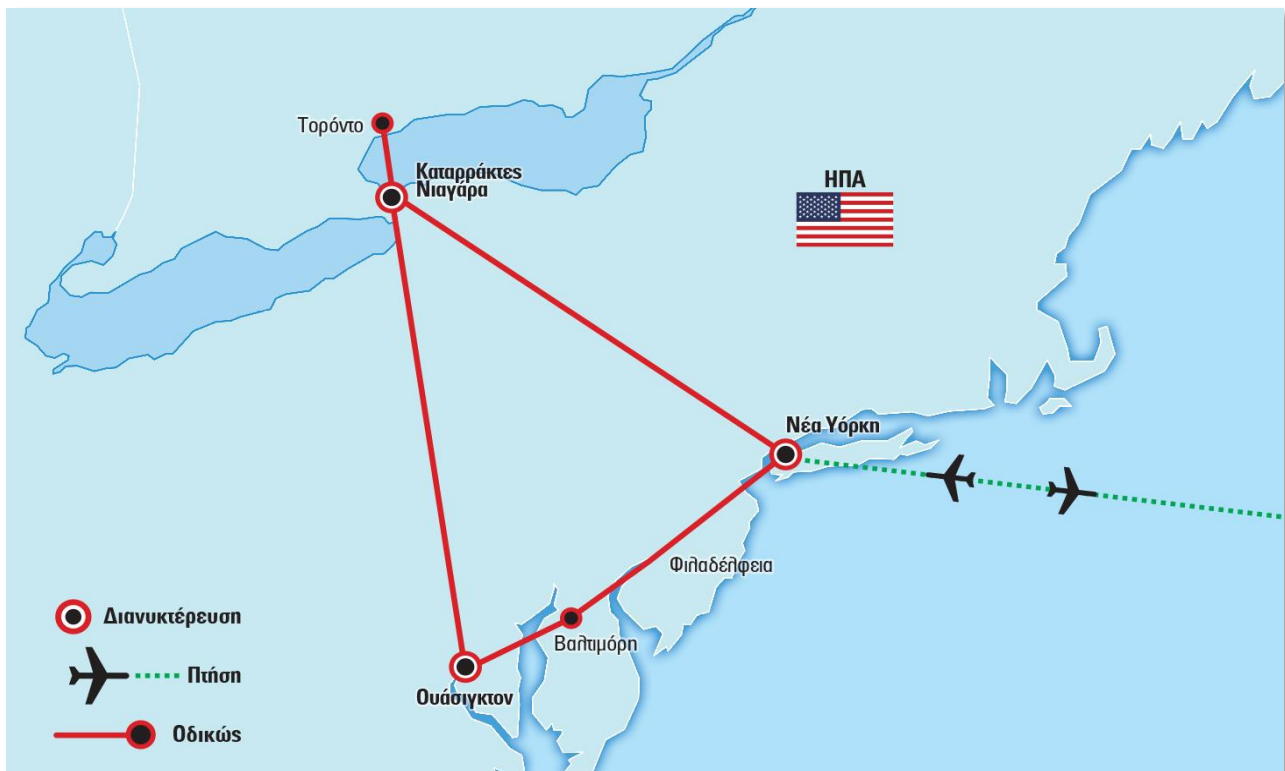 Τορόντο
Καταρράκτες
Νιαγάρα
ΗΠΑ
Νέα Υόρκη
Φιλαδέλφεια
Βαλτιμόρη
Ουάσιγκτον
Διανυκτέρευση
Πτήση
Οδικώς